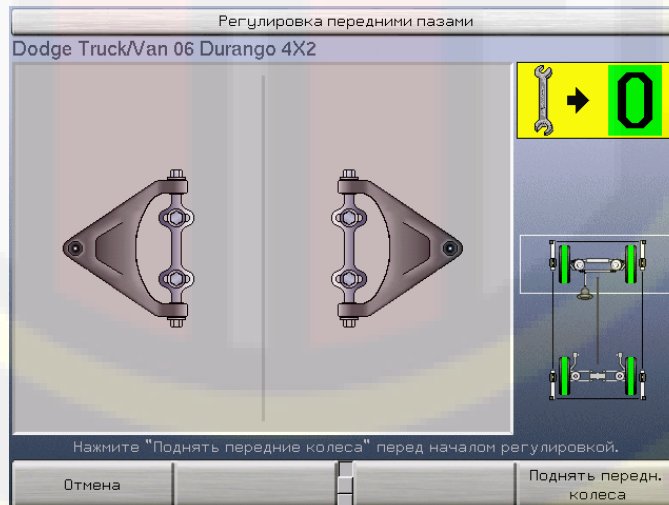 Регулировка передними пазами
Dodge Truck/Van 06 Durango 4X2
0
Нажмите "Поднять передние колеса" перед началом регулировкой.
Отмена
Поднять передн.
колеса